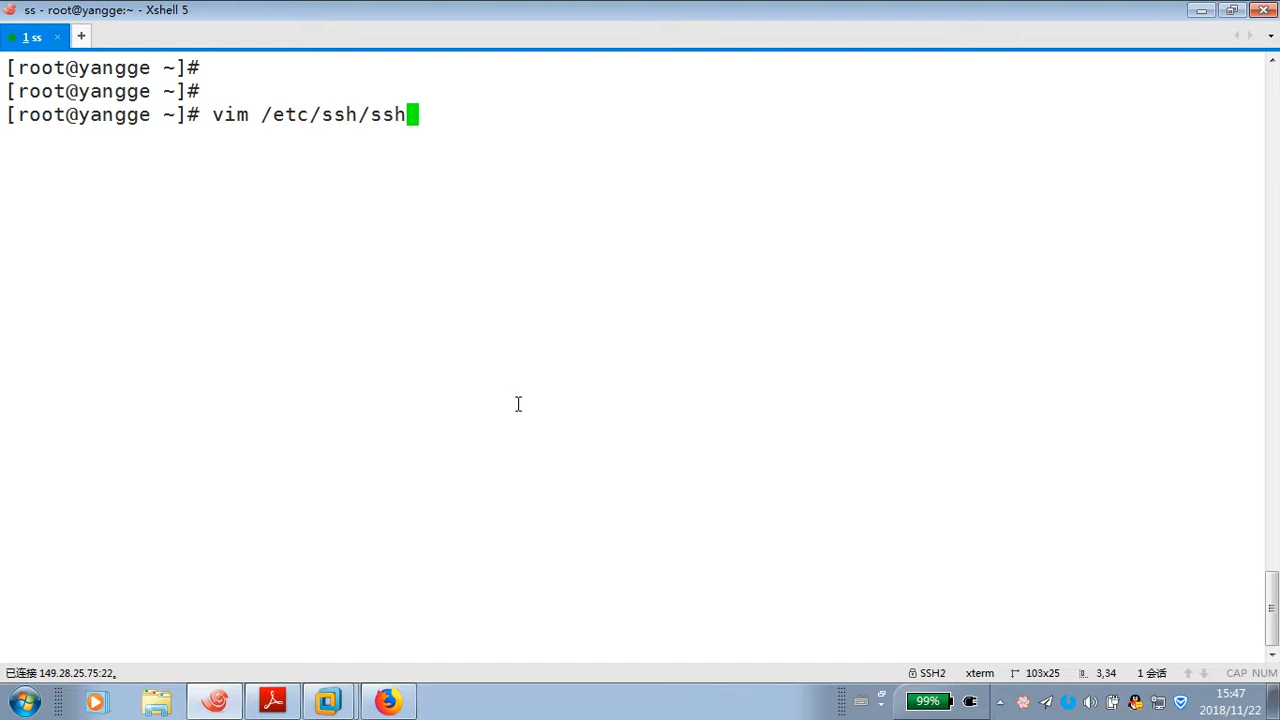 ss - root@yangge:~ - Xshell 5
1 ss
[root@yangge ~]#
[root@yangge ~]#
[root@yangge ~]# vim /etc/ssh/ssh
已连接 149.28.25.75:22。
SSH2
xterm
103x25
3,34
1 会话
CAP NUM
99%
15:47
2018/11/22